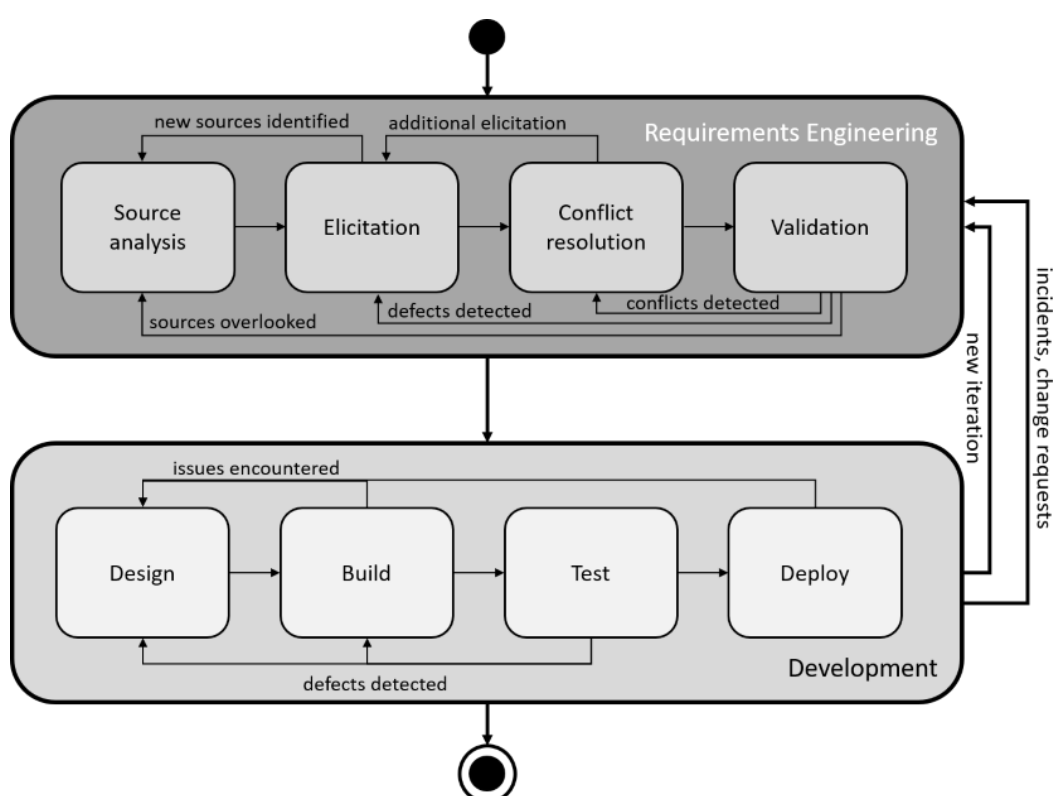 new sources identified
additional elicitation
Requirements Engineering
Source
analysis
Elicitation
Conflict
resolution
Validation
conflicts detected
defects detected
sources overlooked
incidents, change requests
new iteration
issues encountered
Design
Build
Test
Deploy
Development
defects detected